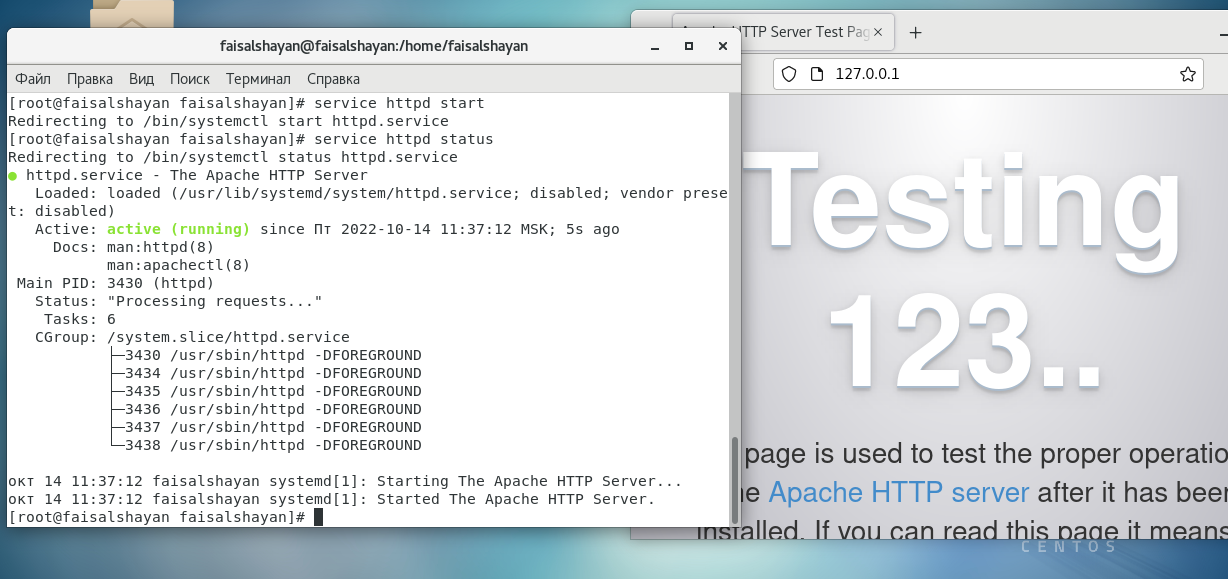 faisalshayan@faisalshayan:/home/faisalshayan
Файл Правка Вид Поиск Терминал Справка
[root@faisalshayan faisalshayan]# service httpd start
Redirecting to /bin/systemctl start httpd.service
[root@faisalshayan faisalshayan]# service httpd status
Redirecting to /bin/systemctl status httpd.service
● httpd.service - The Apache HTTP Server
   Loaded: loaded (/usr/lib/systemd/system/httpd.service; disabled; vendor prese
t: disabled)
   Active: active (running) since Пт 2022-10-14 11:37:12 MSK; 5s ago
     Docs: man:httpd(8)
           man:apachectl(8)
 Main PID: 3430 (httpd)
   Status: "Processing requests..."
    Tasks: 6
   CGroup: /system.slice/httpd.service
           ├─3430 /usr/sbin/httpd -DFOREGROUND
           ├─3434 /usr/sbin/httpd -DFOREGROUND
           ├─3435 /usr/sbin/httpd -DFOREGROUND
           ├─3436 /usr/sbin/httpd -DFOREGROUND
           ├─3437 /usr/sbin/httpd -DFOREGROUND
           └─3438 /usr/sbin/httpd -DFOREGROUND
окт 14 11:37:12 faisalshayan systemd[1]: Starting The Apache HTTP Server...
окт 14 11:37:12 faisalshayan systemd[1]: Started The Apache HTTP Server.
[root@faisalshayan faisalshayan]#
HTTP Server Test Pag
127.0.0.1
Testing
123..
page is used to test the proper operatio
Apache HTTP server after it has been
installed. If you can read this page it means
CENTOS